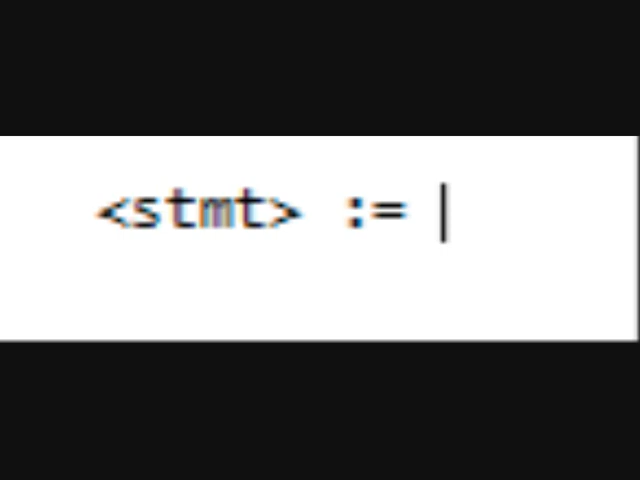 <stmt> := |